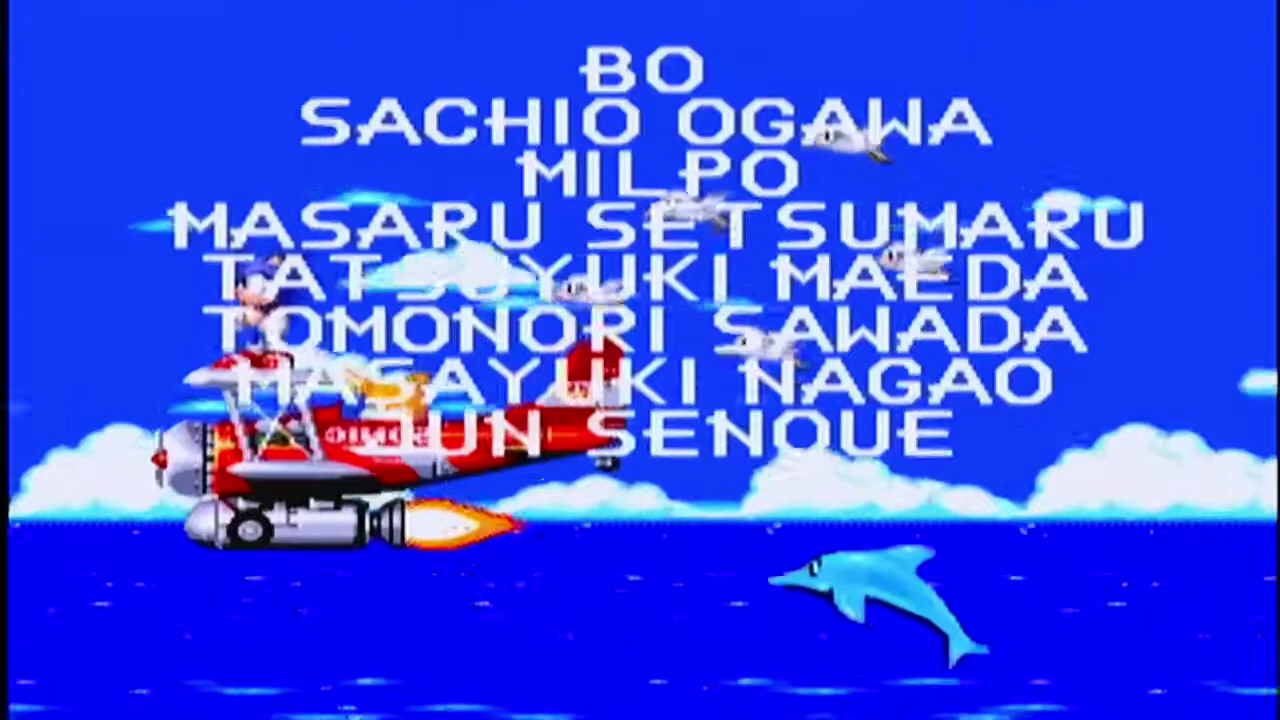 BO
SACHIO OGAWA
MILPO
MASARU SETSUMARU
TATSUYUKI MAEDA
TOMONORI SAWADA
MASAYUKI NAGAO
JUN SENOUE